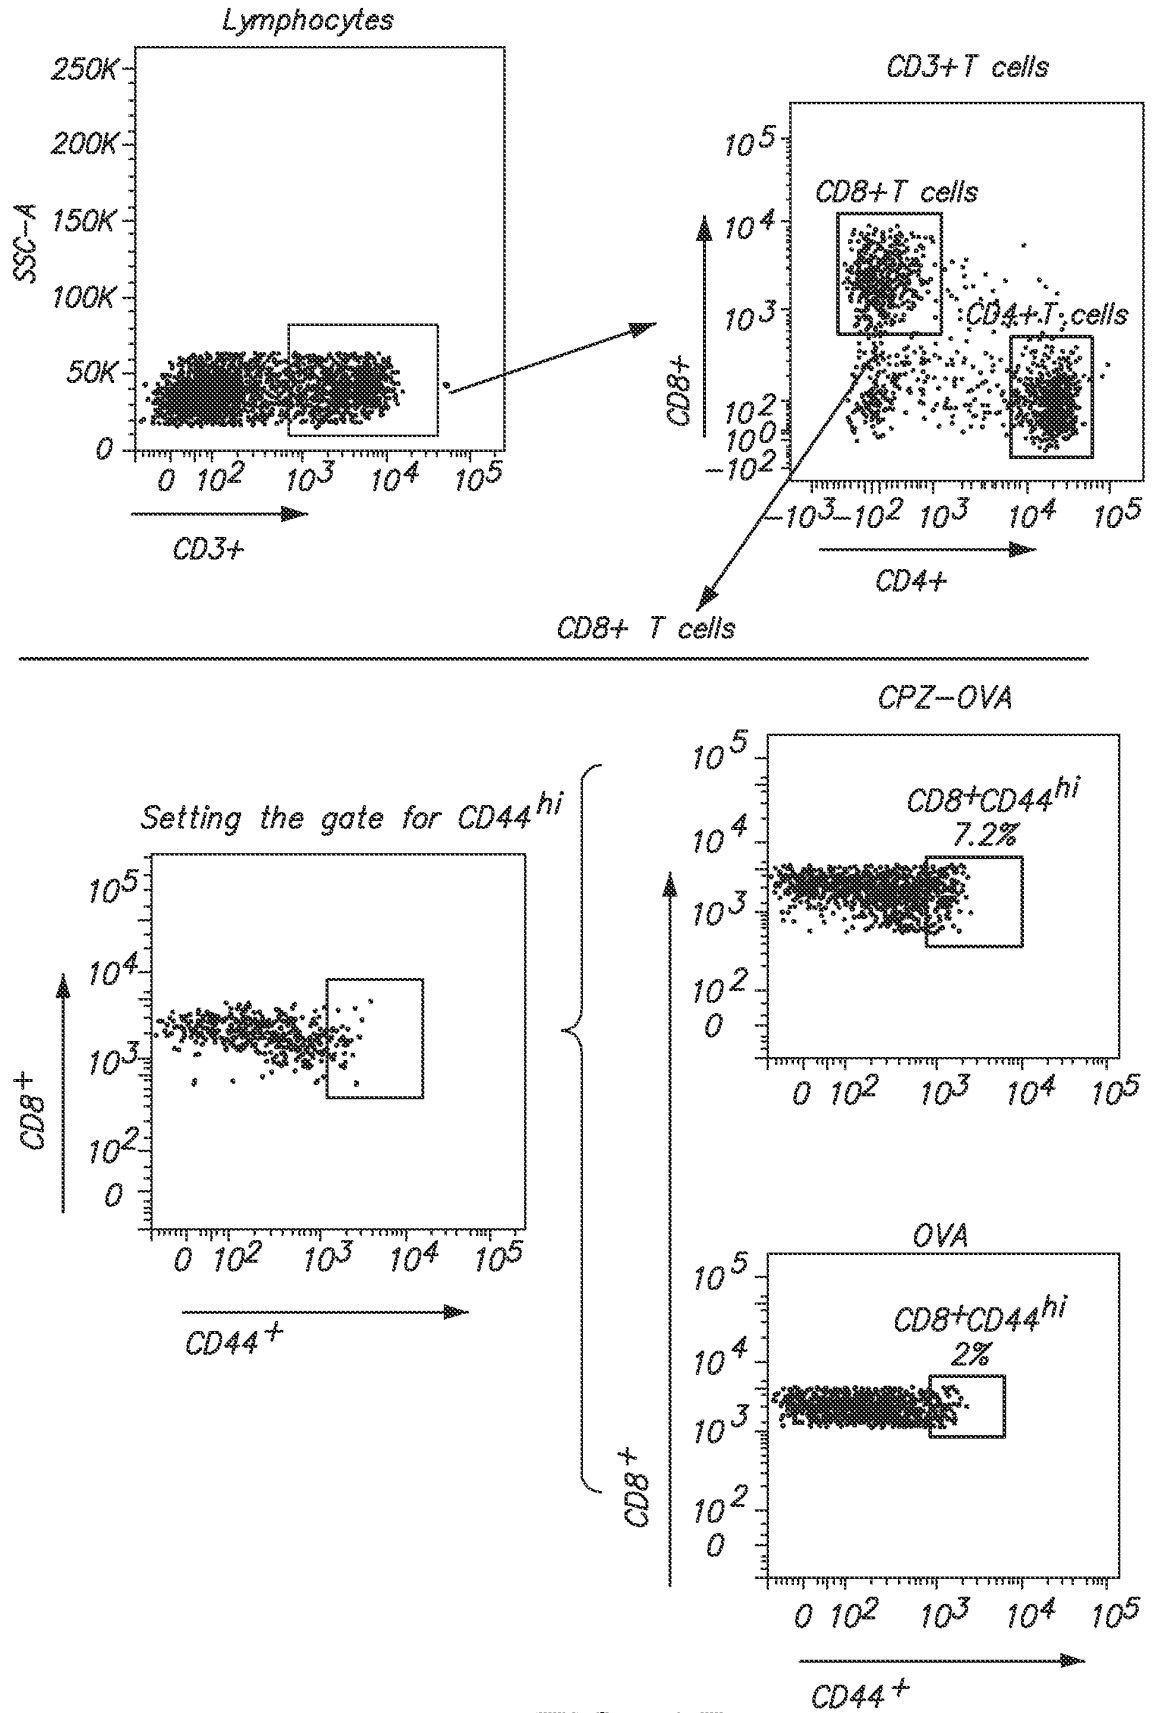 Lymphocytes
250K
200K
150K
100K
50K
0
SSC-A
0 10² 10³ 10⁴ 10⁵
CD3+
CD3+T cells
10⁵
10⁴
10³
10²
10⁰
-10²
CD8+T cells
CD4+T cells
CD8+
-10³ -10² 10³ 10⁴ 10⁵
CD4+
CD8+ T cells
Setting the gate for CD44ʰⁱ
10⁵
10⁴
10³
10²
0
CD8⁺
0 10² 10³ 10⁴ 10⁵
CD44⁺
CPZ-OVA
10⁵
10⁴
10³
10²
0
CD8⁺CD44ʰⁱ
7.2%
0 10² 10³ 10⁴ 10⁵
OVA
10⁵
10⁴
10³
10²
0
CD8⁺CD44ʰⁱ
2%
CD8⁺
0 10² 10³ 10⁴ 10⁵
CD44⁺